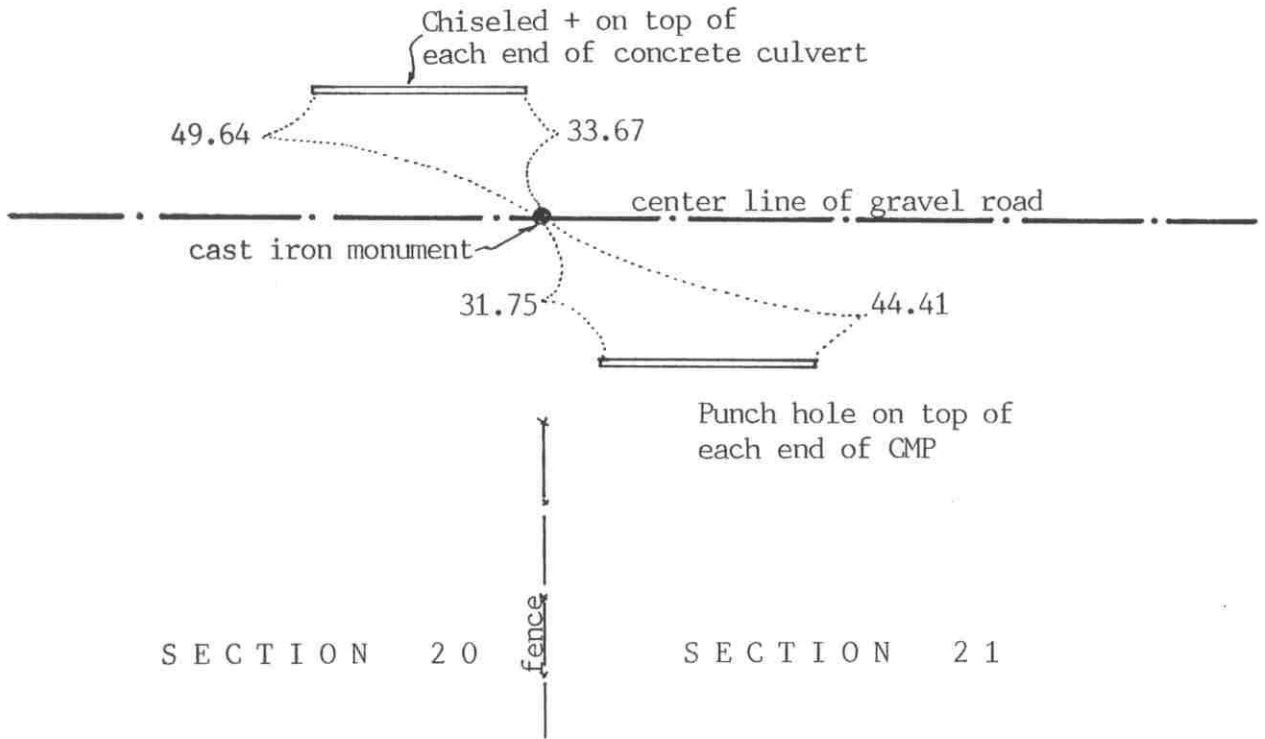 Chiseled + on top of
each end of concrete culvert
49.64
33.67
center line of gravel road
cast iron monument
31.75
44.41
Punch hole on top of
each end of CMP
fence
SECTION 20
SECTION 21